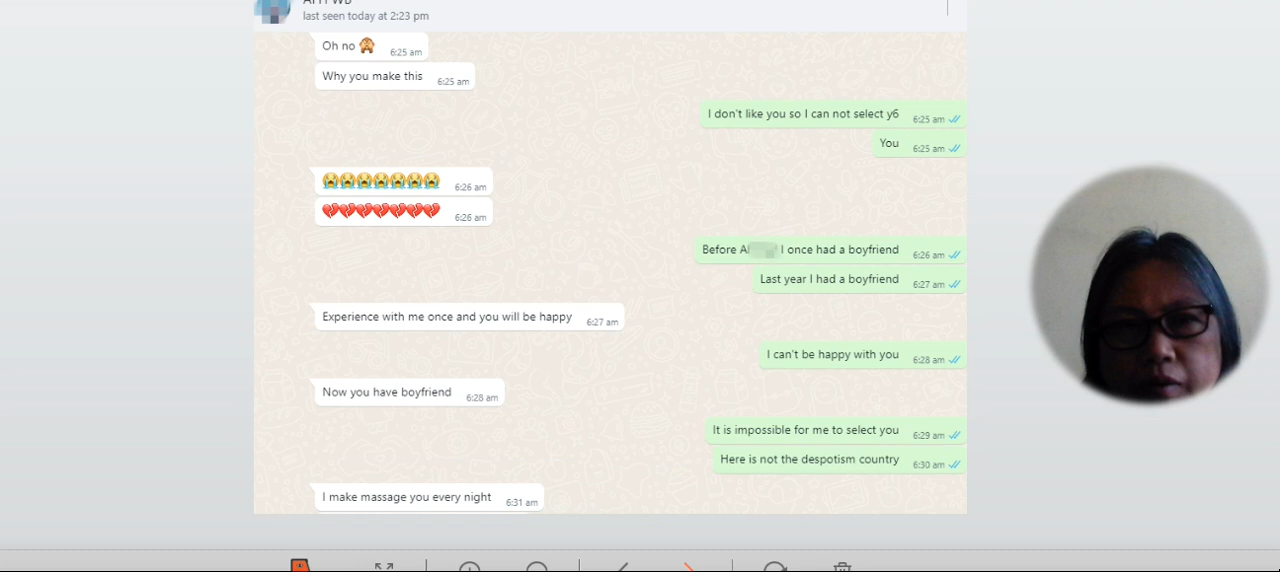 last seen today at 2:23 pm
Oh no 🙈 6:25 am
Why you make this 6:25 am
I don't like you so I can not select y6 6:25 am
You 6:25 am
😭😭😭😭😭😭😭 6:26 am
💔💔💔💔💔💔💔 6:26 am
Before I once had a boyfriend 6:26 am
Last year I had a boyfriend 6:27 am
Experience with me once and you will be happy 6:27 am
I can't be happy with you 6:28 am
Now you have boyfriend 6:28 am
It is impossible for me to select you 6:29 am
Here is not the despotism country 6:30 am
I make massage you every night 6:31 am